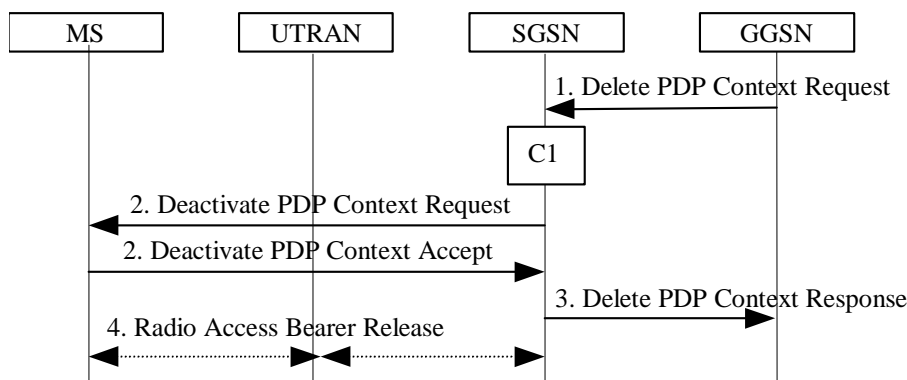 MS
UTRAN
SGSN
GGSN
1. Delete PDP Context Request
C1
2. Deactivate PDP Context Request
2. Deactivate PDP Context Accept
3. Delete PDP Context Response
4. Radio Access Bearer Release